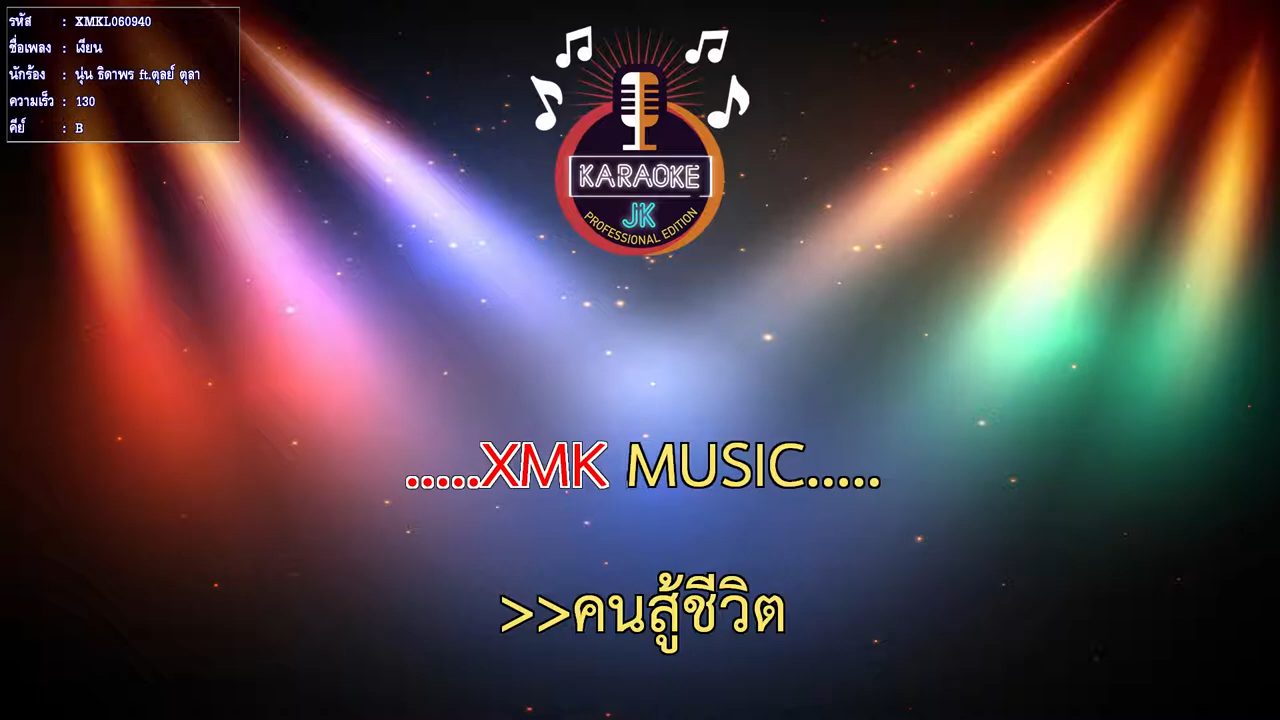 รหัส : XMKL060940
ชื่อเพลง : เงียน
นักร้อง : นุ่น ธิดาพร ft.ตุลย์ ตุลา
ความเร็ว : 130
คีย์ : B
KARAOKE
JK
PROFESSIONAL EDITION
.....XMK MUSIC.....
>>คนสู้ชีวิต